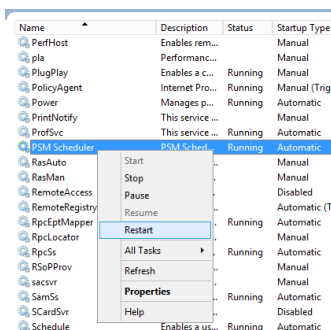 Name Description Status Startup Type
PerfHost Enables rem... Manual
pla Performanc... Manual
PlugPlay Enables a c... Running Manual
PolicyAgent Internet Pro... Running Manual (Trig
Power Manages p... Running Automatic
PrintNotify This service ... Manual
ProfSvc This service ... Running Automatic
PSM Scheduler PSM Sched... Running Automatic
RasAuto Start Manual
RasMan Stop Manual
RemoteAccess Pause Disabled
RemoteRegistry Resume Automatic (T
RpcEptMapper Restart Running Automatic
RpcLocator Manual
RpcSs All Tasks Running Automatic
RSoPProv Refresh Manual
sacsvr Manual
SamSs Properties Running Automatic
SCardSvr Help Disabled
Schedule Enables a us... Running Automatic